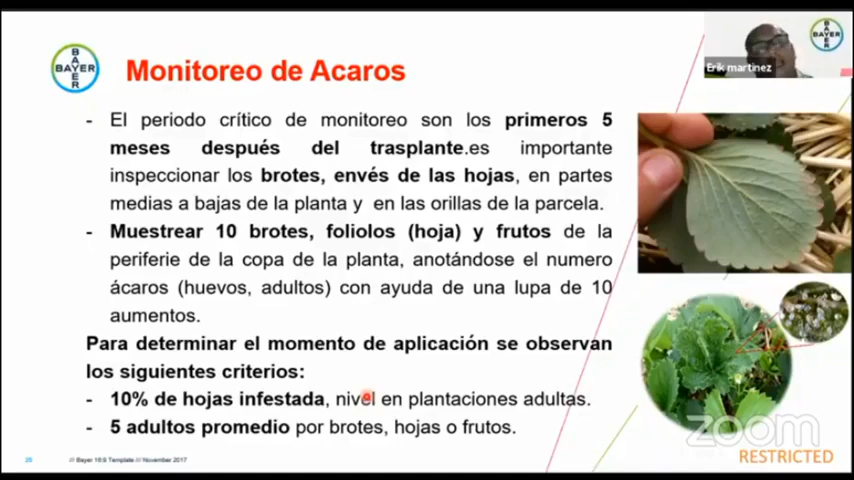 BAYER
BAYER
BAYER
BAYER
Erik martinez
Monitoreo de Acaros
- El periodo crítico de monitoreo son los primeros 5
meses después del trasplante.es importante
inspeccionar los brotes, envés de las hojas, en partes
medias a bajas de la planta y en las orillas de la parcela.
- Muestrear 10 brotes, foliolos (hoja) y frutos de la
periferie de la copa de la planta, anotándose el numero
ácaros (huevos, adultos) con ayuda de una lupa de 10
aumentos.
Para determinar el momento de aplicación se observan
los siguientes criterios:
- 10% de hojas infestada, nivel en plantaciones adultas.
- 5 adultos promedio por brotes, hojas o frutos.
zoom
RESTRICTED
25 /// Bayer 16:9 Template /// November 2017